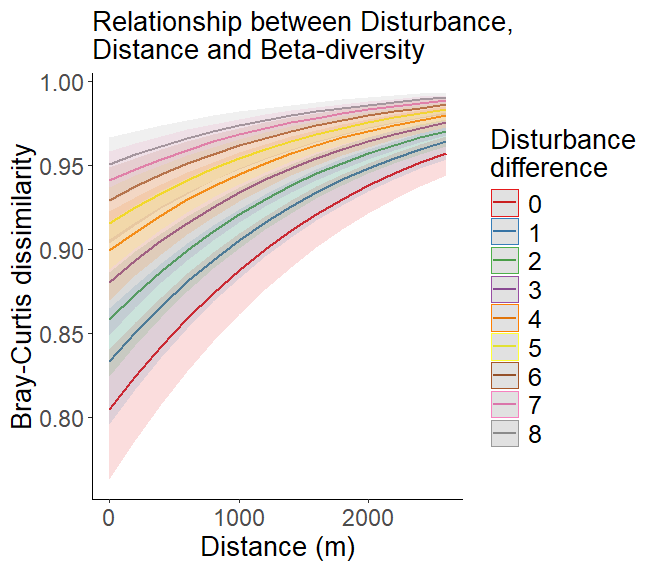 Relationship between Disturbance,
Distance and Beta-diversity
Bray-Curtis dissimilarity
1.00
0.95
0.90
0.85
0.80
0
1000
2000
Distance (m)
Disturbance
difference
0
1
2
3
4
5
6
7
8